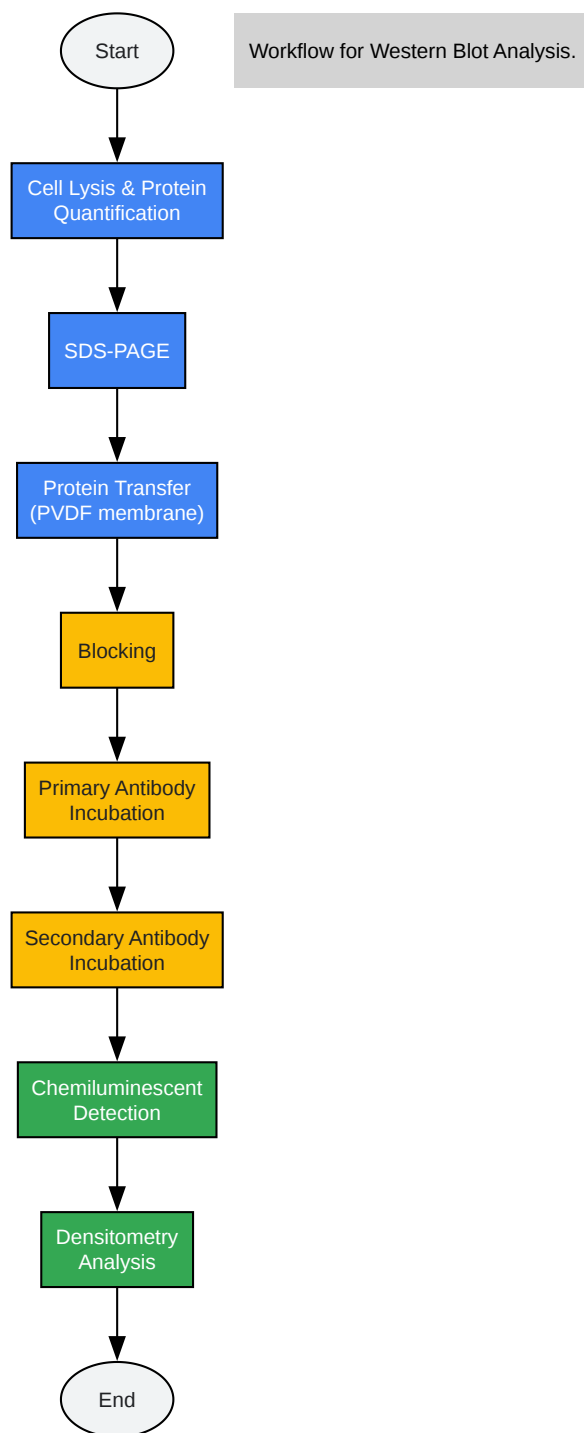 Start
Workflow for Western Blot Analysis.
Cell Lysis & Protein
Quantification
SDS-PAGE
Protein Transfer
(PVDF membrane)
Blocking
Primary Antibody
Incubation
Secondary Antibody
Incubation
Chemiluminescent
Detection
Densitometry
Analysis
End